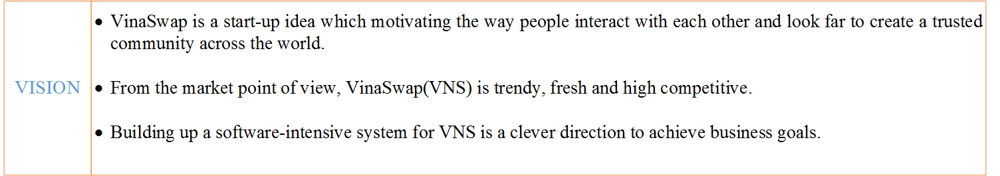 • VinaSwap is a start-up idea which motivating the way people interact with each other and look far to create a trusted
community across the world.
VISION
• From the market point of view, VinaSwap(VNS) is trendy, fresh and high competitive.
• Building up a software-intensive system for VNS is a clever direction to achieve business goals.